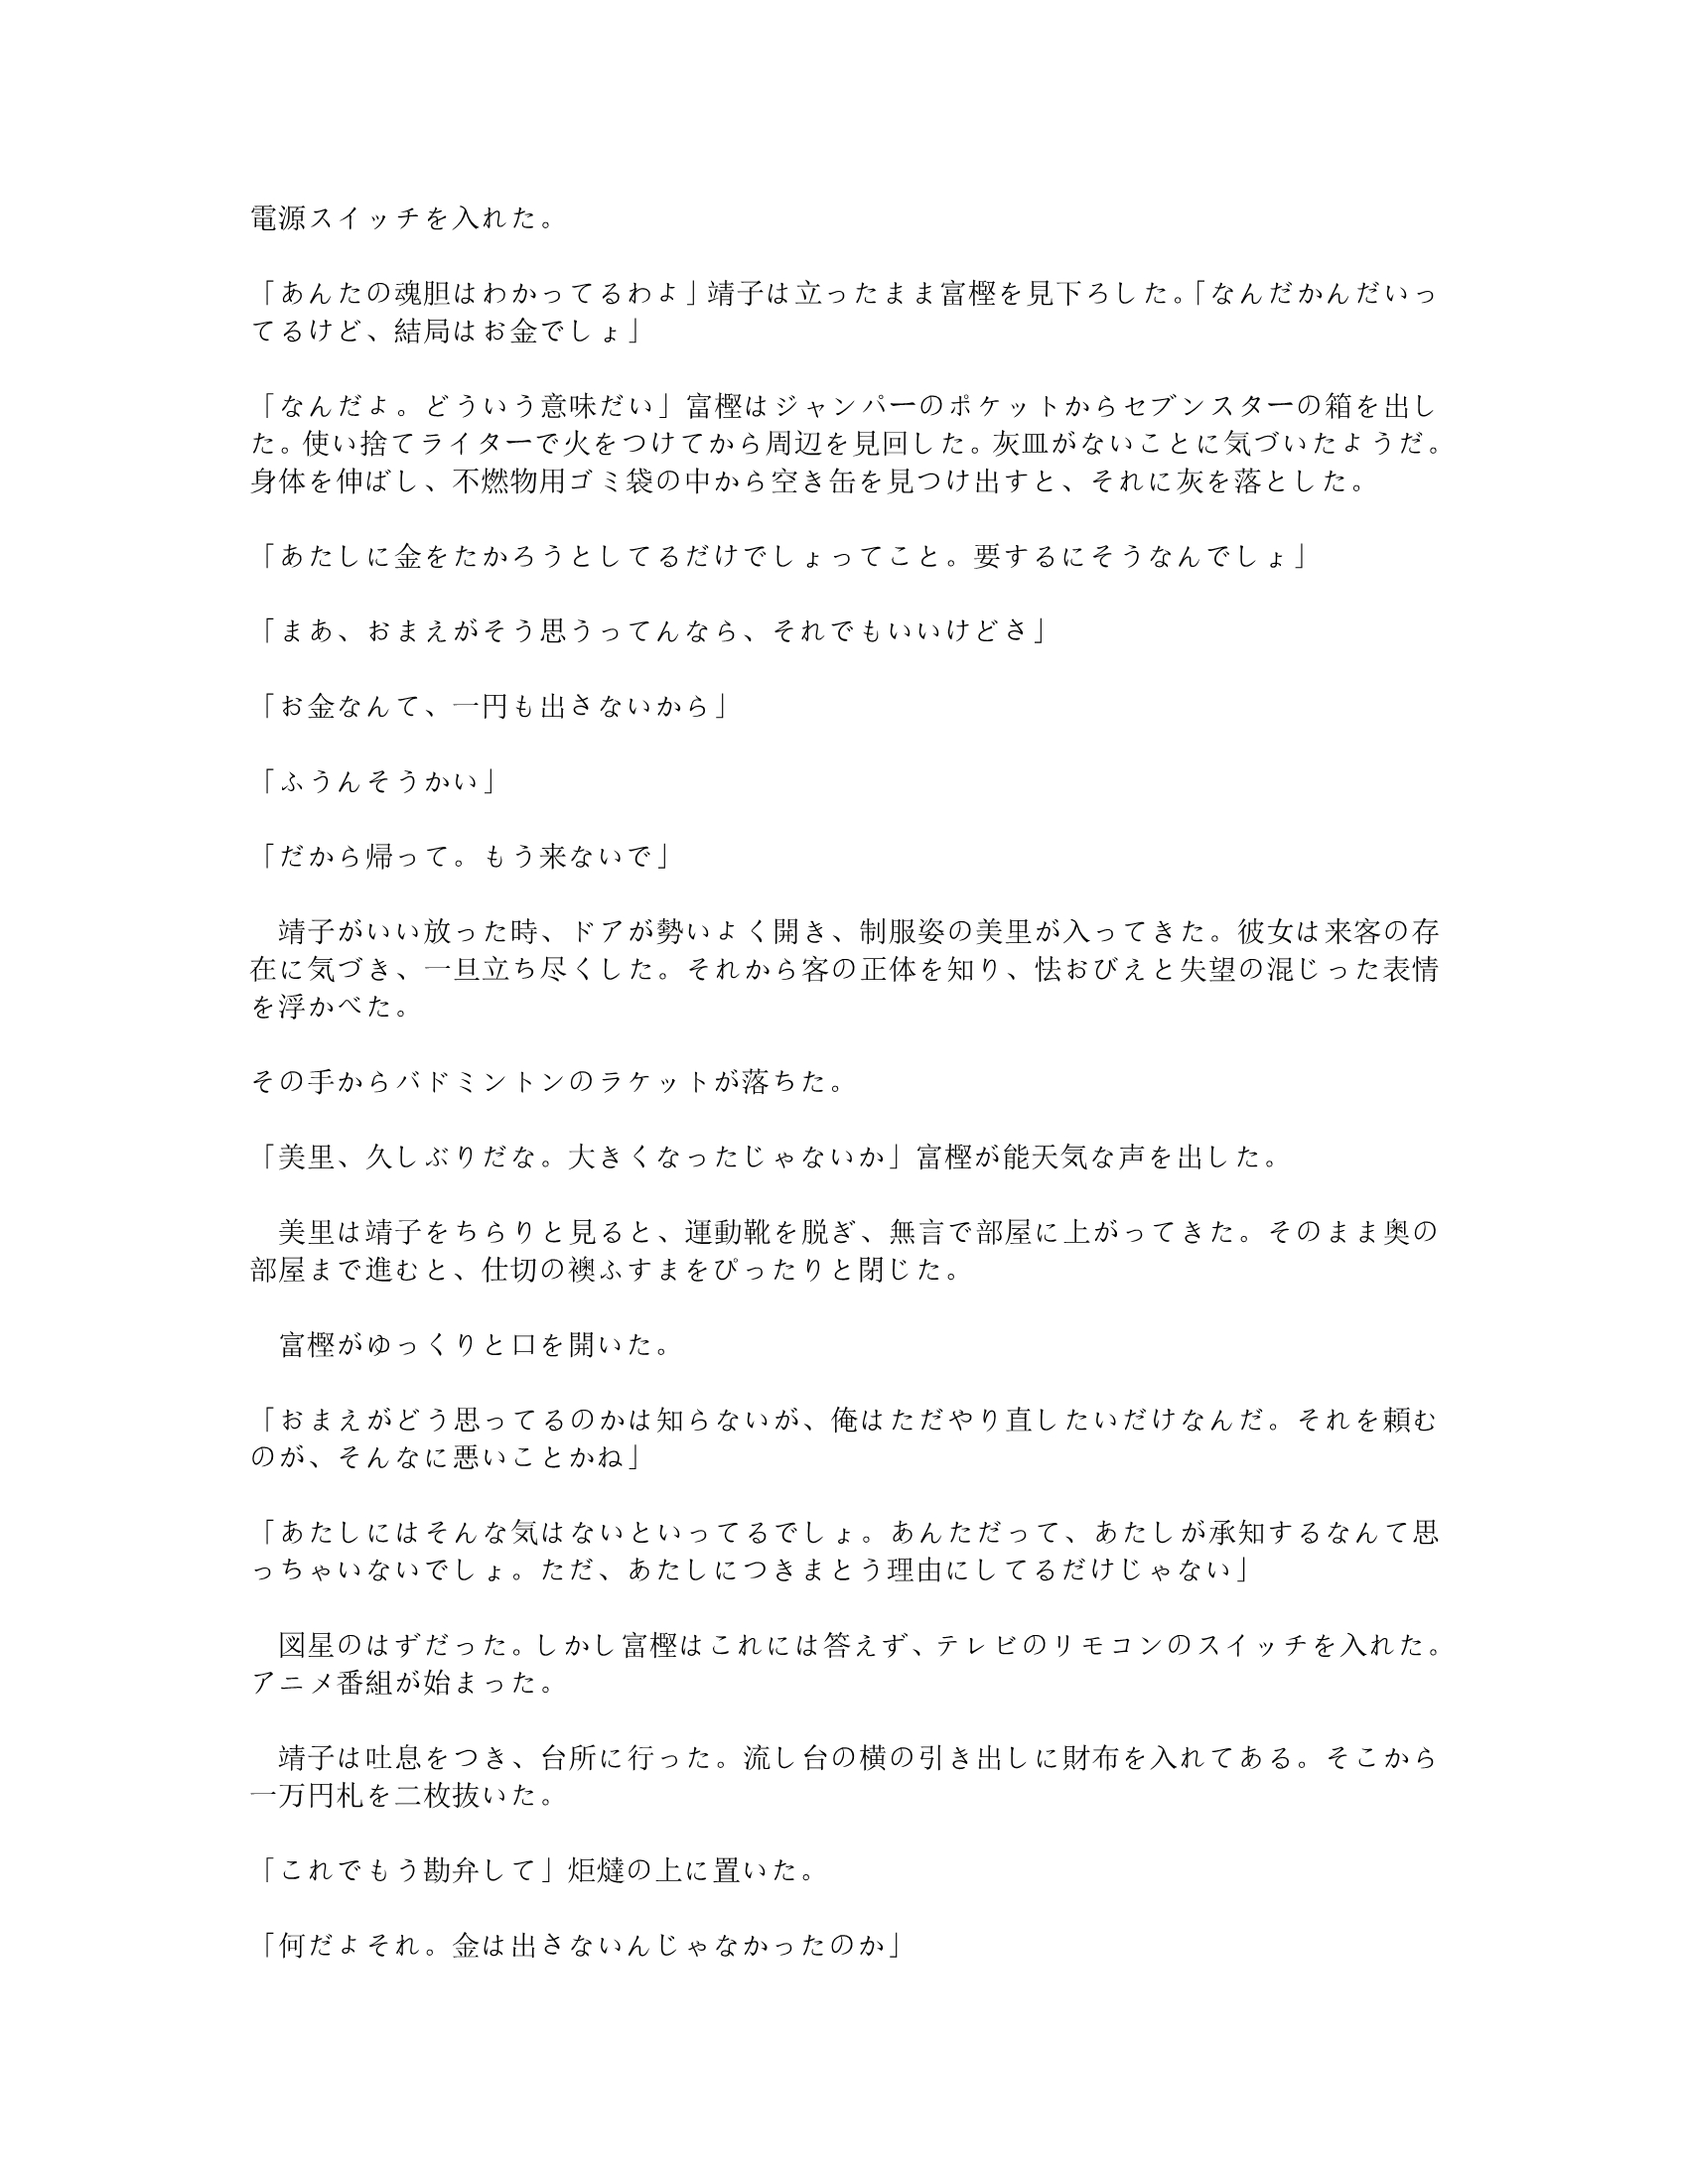 電源スイッチを入れた。
「あんたの魂胆はわかってるわよ」靖子は立ったまま富樫を見下ろした。「なんだかんだいっ
てるけど、結局はお金でしょ」
「なんだよ。どういう意味だい」富樫はジャンパーのポケットからセブンスターの箱を出し
た。使い捨てライターで火をつけてから周辺を見回した。灰皿がないことに気づいたようだ。
身体を伸ばし、不燃物用ゴミ袋の中から空き缶を見つけ出すと、それに灰を落とした。
「あたしに金をたかろうとしてるだけでしょってこと。要するにそうなんでしょ」
「まあ、おまえがそう思うってんなら、それでもいいけどさ」
「お金なんて、一円も出さないから」
「ふうんそうかい」
「だから帰って。もう来ないで」
　靖子がいい放った時、ドアが勢いよく開き、制服姿の美里が入ってきた。彼女は来客の存
在に気づき、一旦立ち尽くした。それから客の正体を知り、怯おびえと失望の混じった表情
を浮かべた。
その手からバドミントンのラケットが落ちた。
「美里、久しぶりだな。大きくなったじゃないか」富樫が能天気な声を出した。
　美里は靖子をちらりと見ると、運動靴を脱ぎ、無言で部屋に上がってきた。そのまま奥の
部屋まで進むと、仕切の襖ふすまをぴったりと閉じた。
　富樫がゆっくりと口を開いた。
「おまえがどう思ってるのかは知らないが、俺はただやり直したいだけなんだ。それを頼む
のが、そんなに悪いことかね」
「あたしにはそんな気はないといってるでしょ。あんただって、あたしが承知するなんて思
っちゃいないでしょ。ただ、あたしにつきまとう理由にしてるだけじゃない」
　図星のはずだった。しかし富樫はこれには答えず、テレビのリモコンのスイッチを入れた。
アニメ番組が始まった。
　靖子は吐息をつき、台所に行った。流し台の横の引き出しに財布を入れてある。そこから
一万円札を二枚抜いた。
「これでもう勘弁して」炬燵の上に置いた。
「何だよそれ。金は出さないんじゃなかったのか」